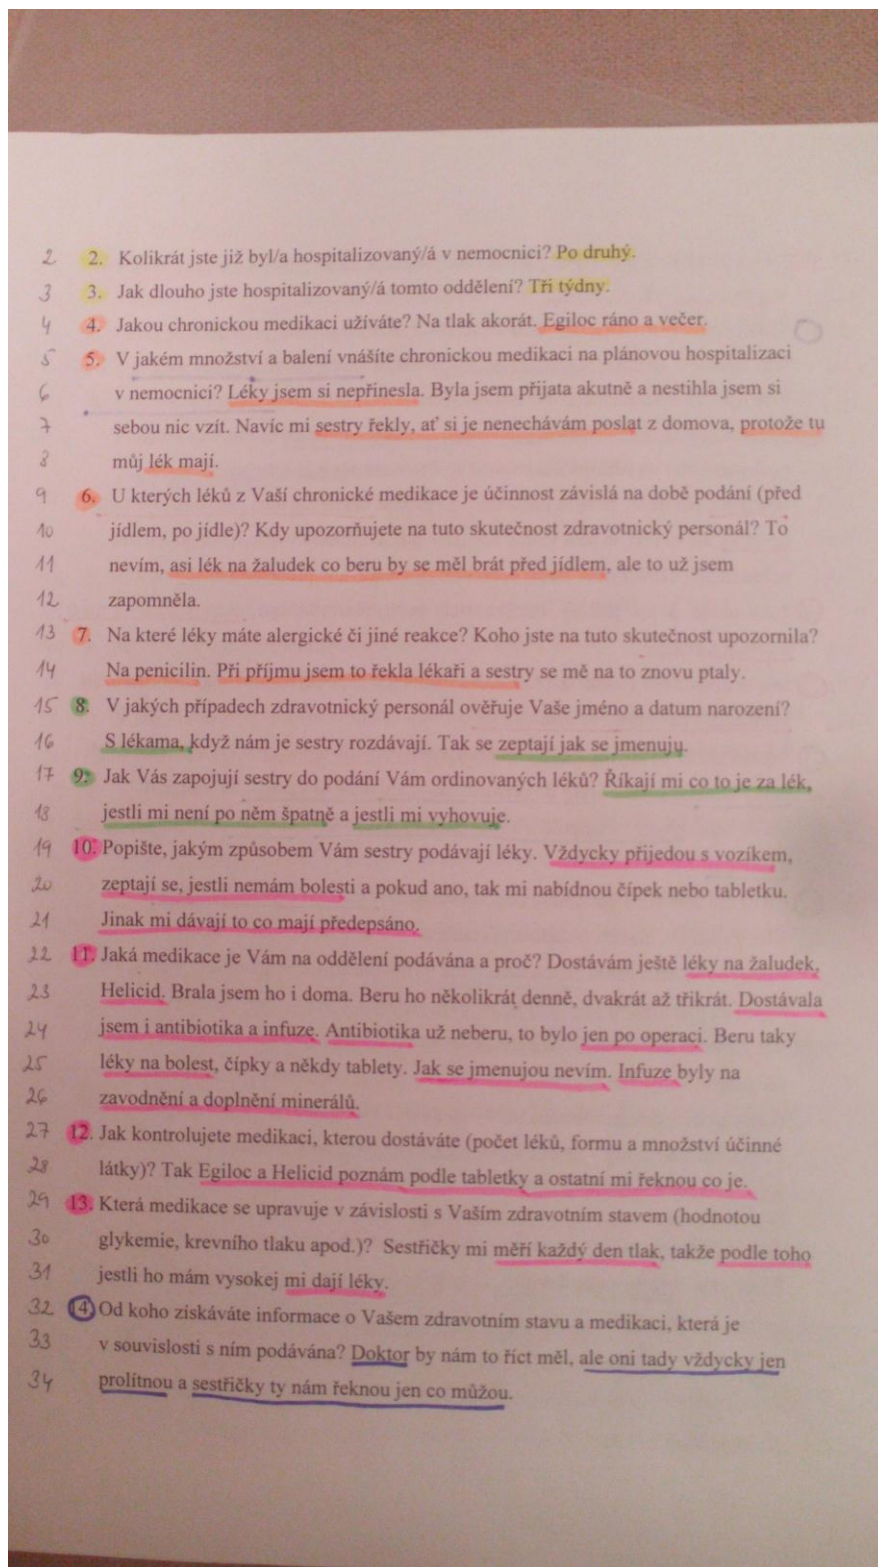 2 2. Kolikrát jste již byl/a hospitalizovaný/á v nemocnici? Po druhý.
3 3. Jak dlouho jste hospitalizovaný/á tomto oddělení? Tři týdny.
4 4. Jakou chronickou medikaci užíváte? Na tlak akorát. Egiloc ráno a večer.
5 5. V jakém množství a balení vnášíte chronickou medikaci na plánovou hospitalizaci
6 v nemocnici? Léky jsem si nepřinesla. Byla jsem přijata akutně a nestihla jsem si
7 sebou nic vzít. Navíc mi sestry řekly, ať si je nenechávám poslat z domova, protože tu
8 můj lék mají.
9 6. U kterých léků z Vaší chronické medikace je účinnost závislá na době podání (před
10 jídlem, po jídle)? Kdy upozorňujete na tuto skutečnost zdravotnický personál? To
11 nevím, asi lék na žaludek co beru by se měl brát před jídlem, ale to už jsem
12 zapomněla.
13 7. Na které léky máte alergické či jiné reakce? Koho jste na tuto skutečnost upozornila?
14 Na penicilin. Při příjmu jsem to řekla lékaři a sestry se mě na to znovu ptaly.
15 8. V jakých případech zdravotnický personál ověřuje Vaše jméno a datum narození?
16 S lékama, když nám je sestry rozdávají. Tak se zeptají jak se jmenuju.
17 9. Jak Vás zapojují sestry do podání Vám ordinovaných léků? Říkají mi co to je za lék,
18 jestli mi není po něm špatně a jestli mi vyhovuje.
19 10. Popište, jakým způsobem Vám sestry podávají léky. Vždycky přijedou s vozíkem,
20 zeptají se, jestli nemám bolesti a pokud ano, tak mi nabídnou čípek nebo tabletku.
21 Jinak mi dávají to co mají předepsáno.
22 11. Jaká medikace je Vám na oddělení podávána a proč? Dostávám ještě léky na žaludek,
23 Helicid. Brala jsem ho i doma. Beru ho několikrát denně, dvakrát až třikrát. Dostávala
24 jsem i antibiotika a infuze. Antibiotika už neberu, to bylo jen po operaci. Beru taky
25 léky na bolest, čípky a někdy tablety. Jak se jmenujou nevím. Infuze byly na
26 zavodnění a doplnění minerálů.
27 12. Jak kontrolujete medikaci, kterou dostáváte (počet léků, formu a množství účinné
28 látky)? Tak Egiloc a Helicid poznám podle tabletky a ostatní mi řeknou co je.
29 13. Která medikace se upravuje v závislosti s Vaším zdravotním stavem (hodnotou
30 glykemie, krevního tlaku apod.)? Sestřičky mi měří každý den tlak, takže podle toho
31 jestli ho mám vysokej mi dají léky.
32 14. Od koho získáváte informace o Vašem zdravotním stavu a medikaci, která je
33 v souvislosti s ním podávána? Doktor by nám to říct měl, ale oni tady vždycky jen
34 prolítnou a sestřičky ty nám řeknou jen co můžou.